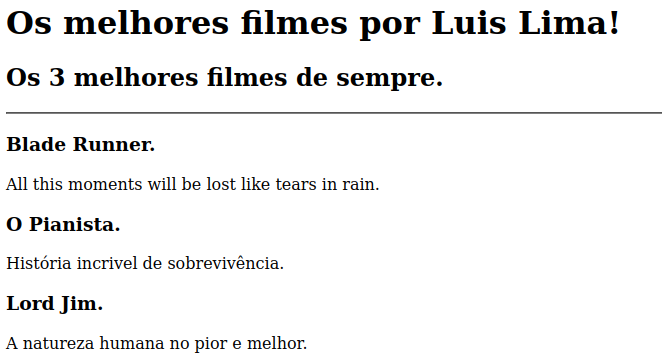 Os melhores filmes por Luis Lima!
Os 3 melhores filmes de sempre.
Blade Runner.
All this moments will be lost like tears in rain.
O Pianista.
História incrivel de sobrevivência.
Lord Jim.
A natureza humana no pior e melhor.